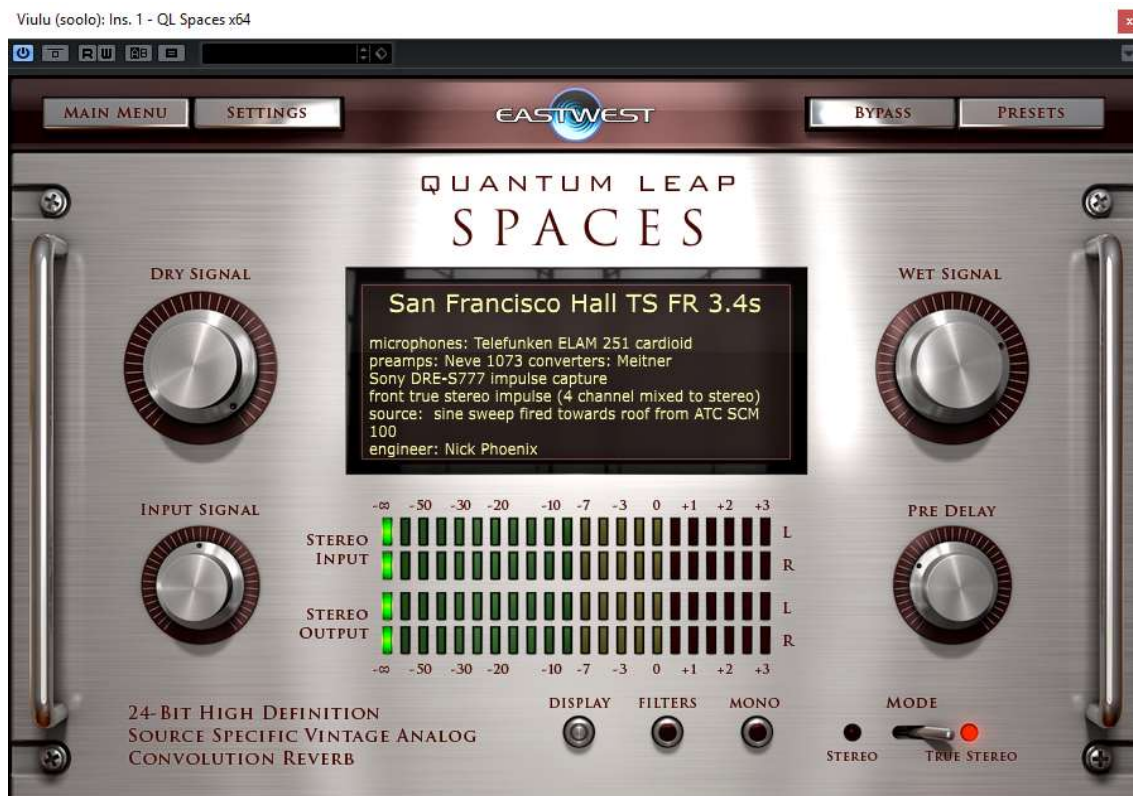 Viulu (soolo): Ins. 1 - QL Spaces x64
R W AB
MAIN MENU SETTINGS EASTWEST BYPASS PRESETS
QUANTUM LEAP
SPACES
DRY SIGNAL
WET SIGNAL
San Francisco Hall TS FR 3.4s
microphones: Telefunken ELAM 251 cardioid
preamps: Neve 1073 converters: Meitner
Sony DRE-S777 impulse capture
front true stereo impulse (4 channel mixed to stereo)
source: sine sweep fired towards roof from ATC SCM
100
engineer: Nick Phoenix
INPUT SIGNAL
PRE DELAY
-∞ -50 -30 -20 -10 -7 -3 0 +1 +2 +3
STEREO INPUT
L
R
STEREO OUTPUT
L
R
-∞ -50 -30 -20 -10 -7 -3 0 +1 +2 +3
24-BIT HIGH DEFINITION
SOURCE SPECIFIC VINTAGE ANALOG
CONVOLUTION REVERB
DISPLAY FILTERS MONO
MODE
STEREO TRUE STEREO